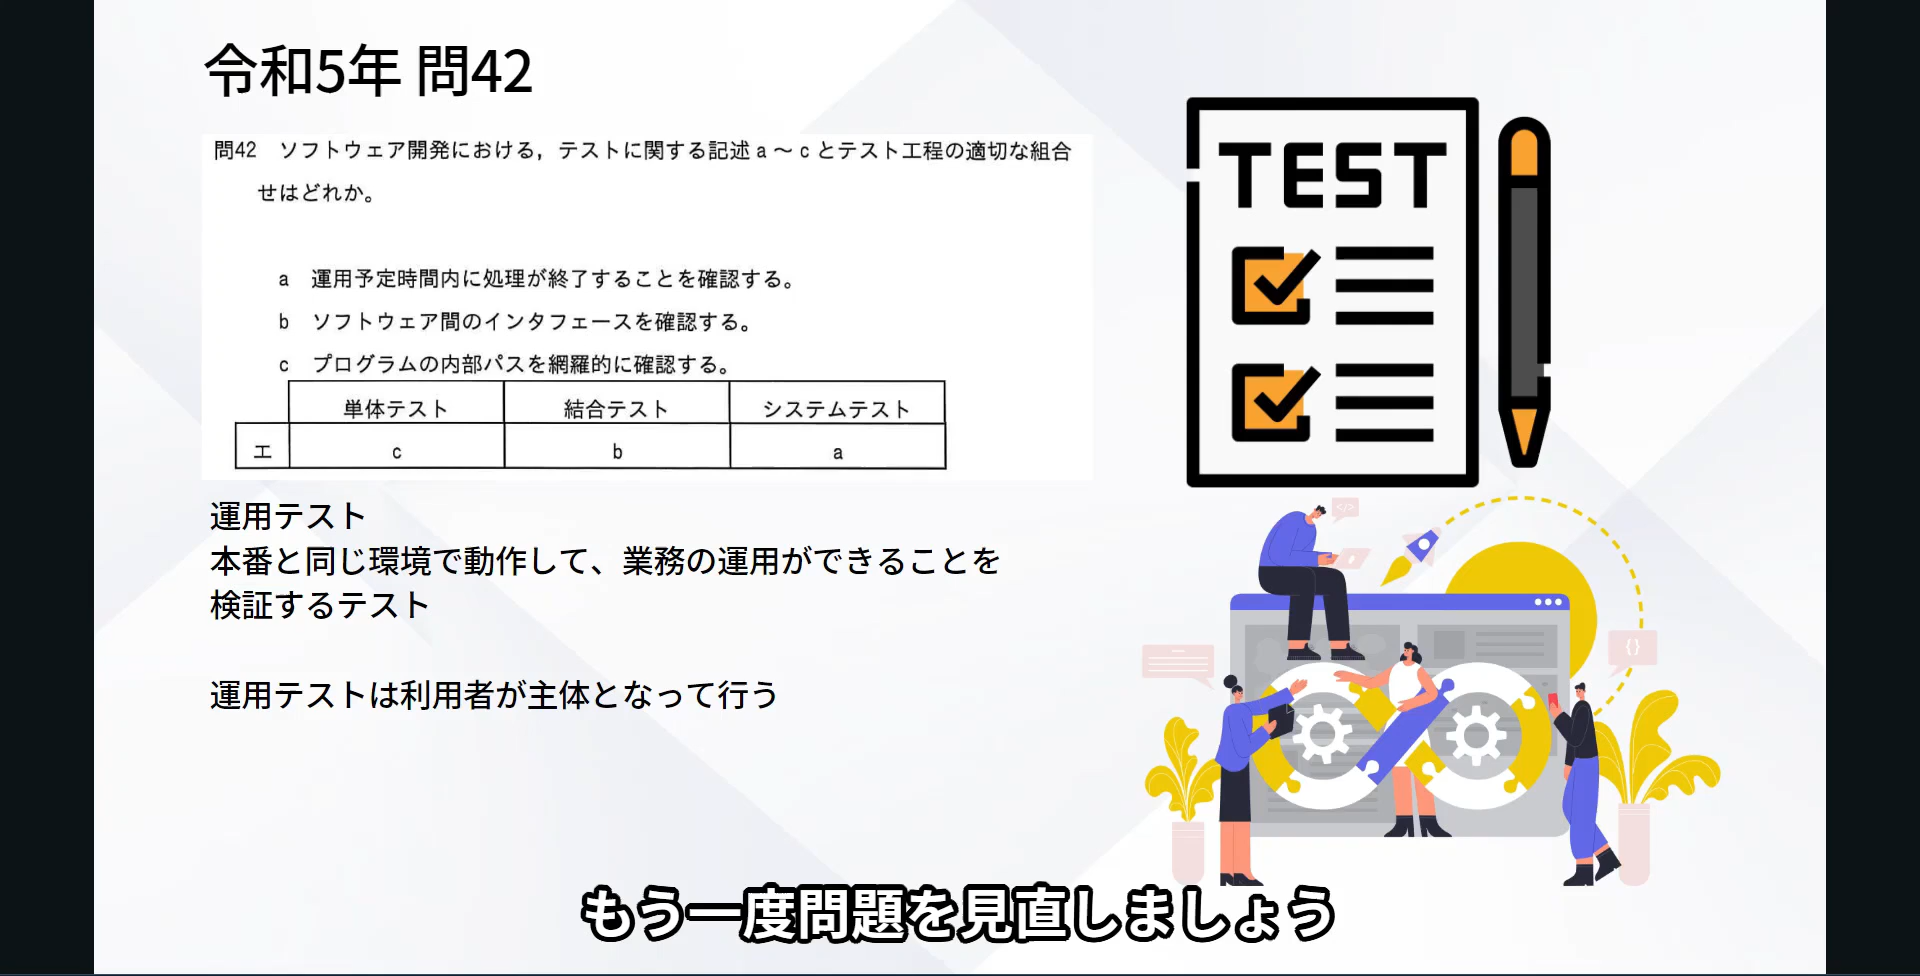 令和5年 問42
問42　ソフトウェア開発における，テストに関する記述 a ～ c とテスト工程の適切な組合
せはどれか。
a　運用予定時間内に処理が終了することを確認する。
b　ソフトウェア間のインタフェースを確認する。
c　プログラムの内部パスを網羅的に確認する。
単体テスト　結合テスト　システムテスト
エ　c　b　a
運用テスト
本番と同じ環境で動作して、業務の運用ができることを
検証するテスト
運用テストは利用者が主体となって行う
TEST
</>
{}
もう一度問題を見直しましょう